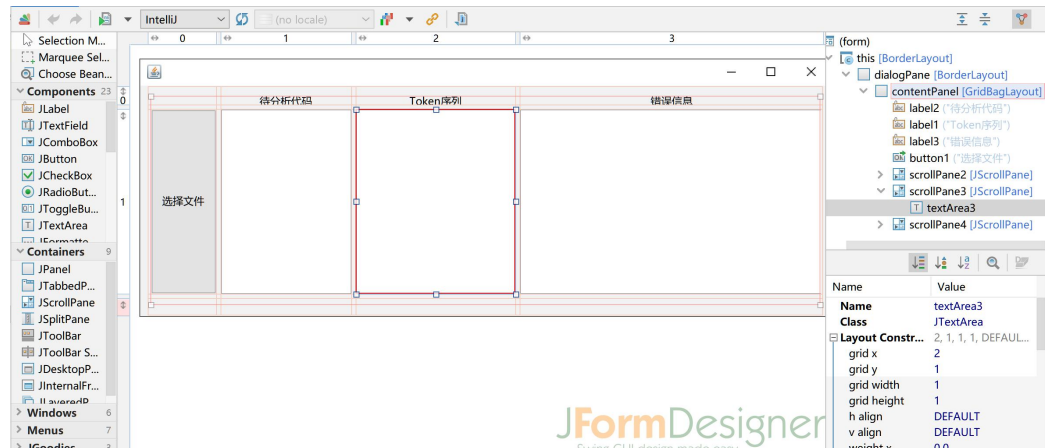 IntelliJ
(no locale)
Selection M...
Marquee Sel...
Choose Bean...
Components 23
JLabel
JTextField
JComboBox
JButton
JCheckBox
JRadioBut...
JToggleBu...
JTextArea
Containers 9
JPanel
JTabbedP...
JScrollPane
JSplitPane
JToolBar
JToolBar S...
JDesktopP...
JInternalFr...
Windows 6
Menus 7
0
1
2
3
0
1
待分析代码
Token序列
错误信息
选择文件
JFormDesigner
(form)
this [BorderLayout]
dialogPane [BorderLayout]
contentPanel [GridBagLayout]
label2 ("待分析代码")
label1 ("Token序列")
label3 ("错误信息")
button1 ("选择文件")
scrollPane2 [JScrollPane]
scrollPane3 [JScrollPane]
textArea3
scrollPane4 [JScrollPane]
Name Value
Name textArea3
Class JTextArea
Layout Constr... 2, 1, 1, 1, DEFAUL...
grid x 2
grid y 1
grid width 1
grid height 1
h align DEFAULT
v align DEFAULT
weight x 0.0